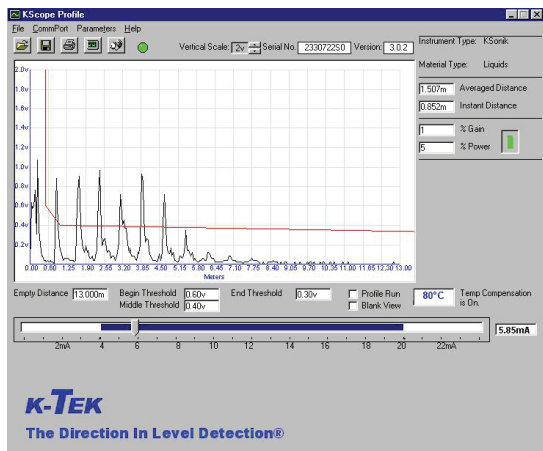 KScope Profile
File CommPort Parameters Help
Vertical Scale: 2v Serial No. 233072250 Version: 3.0.2
Instrument Type: KSonik
Material Type: Liquids
1.507m Averaged Distance
0.852m Instant Distance
1 % Gain
5 % Power
2.0v
1.8v
1.6v
1.4v
1.2v
1.0v
0.8v
0.6v
0.4v
0.2v
0.00 0.60 1.25 1.90 2.55 3.20 3.85 4.50 5.15 5.80 6.45 7.10 7.75 8.40 9.05 9.70 10.35 11.00 11.65 12.30 13.00
Meters
Empty Distance 13.000m Begin Threshold 0.60v End Threshold 0.30v Profile Run 80°C Temp Compensation
Middle Threshold 0.40v Blank View is On.
5.85mA
2mA 4 6 8 10 12 14 16 18 20 22mA
K-TEK
The Direction In Level Detection®